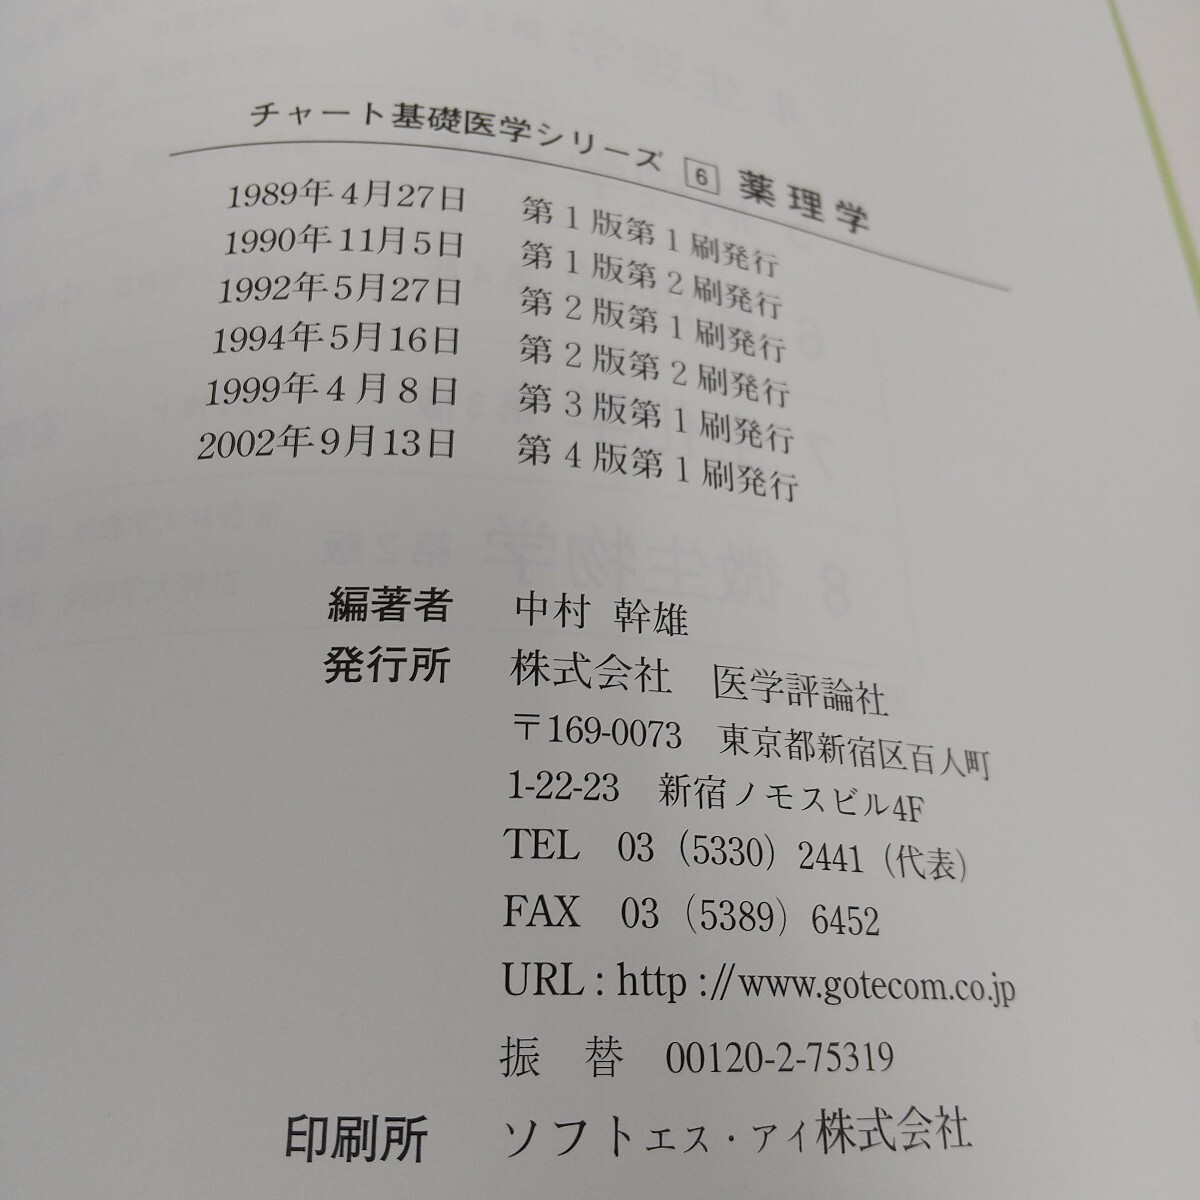 チャート基礎医学シリーズ 6 薬理学
1989年4月27日 第1版第1刷発行
1990年11月5日 第1版第2刷発行
1992年5月27日 第2版第1刷発行
1994年5月16日 第2版第2刷発行
1999年4月8日 第3版第1刷発行
2002年9月13日 第4版第1刷発行
編著者 中村 幹雄
発行所 株式会社 医学評論社
〒169-0073 東京都新宿区百人町
1-22-23 新宿ノモスビル4F
TEL 03（5330）2441（代表）
FAX 03（5389）6452
URL : http ://www.gotecom.co.jp
振 替 00120-2-75319
印刷所 ソフトエス・アイ株式会社